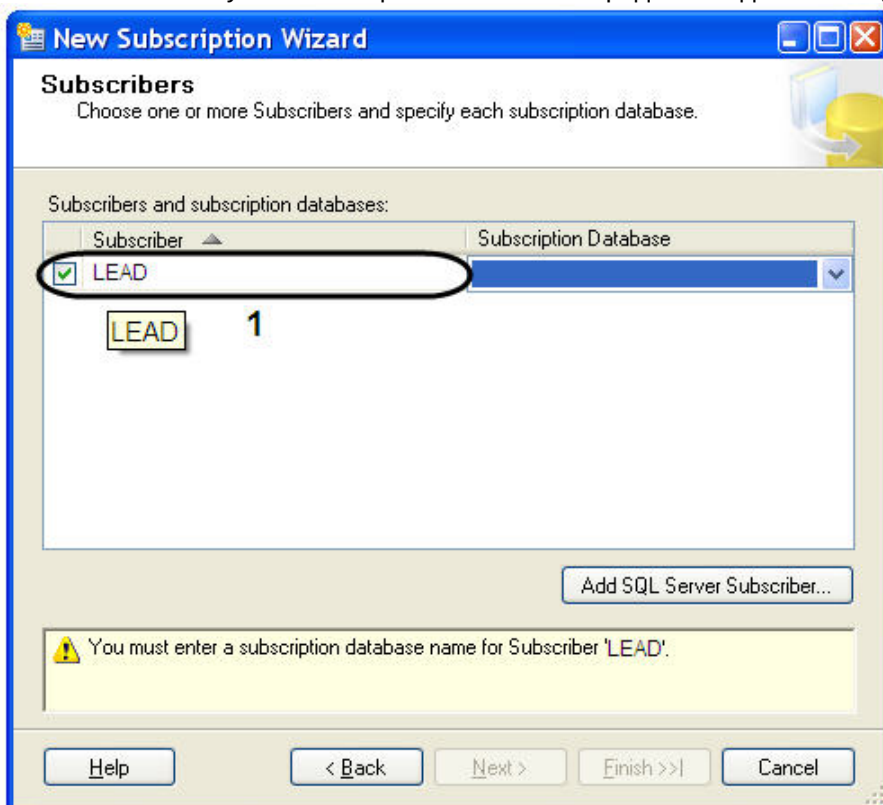 New Subscription Wizard
Subscribers
Choose one or more Subscribers and specify each subscription database.
Subscribers and subscription databases:
Subscriber Subscription Database
LEAD
LEAD 1
Add SQL Server Subscriber...
You must enter a subscription database name for Subscriber 'LEAD'.
Help < Back Next > Finish >>| Cancel